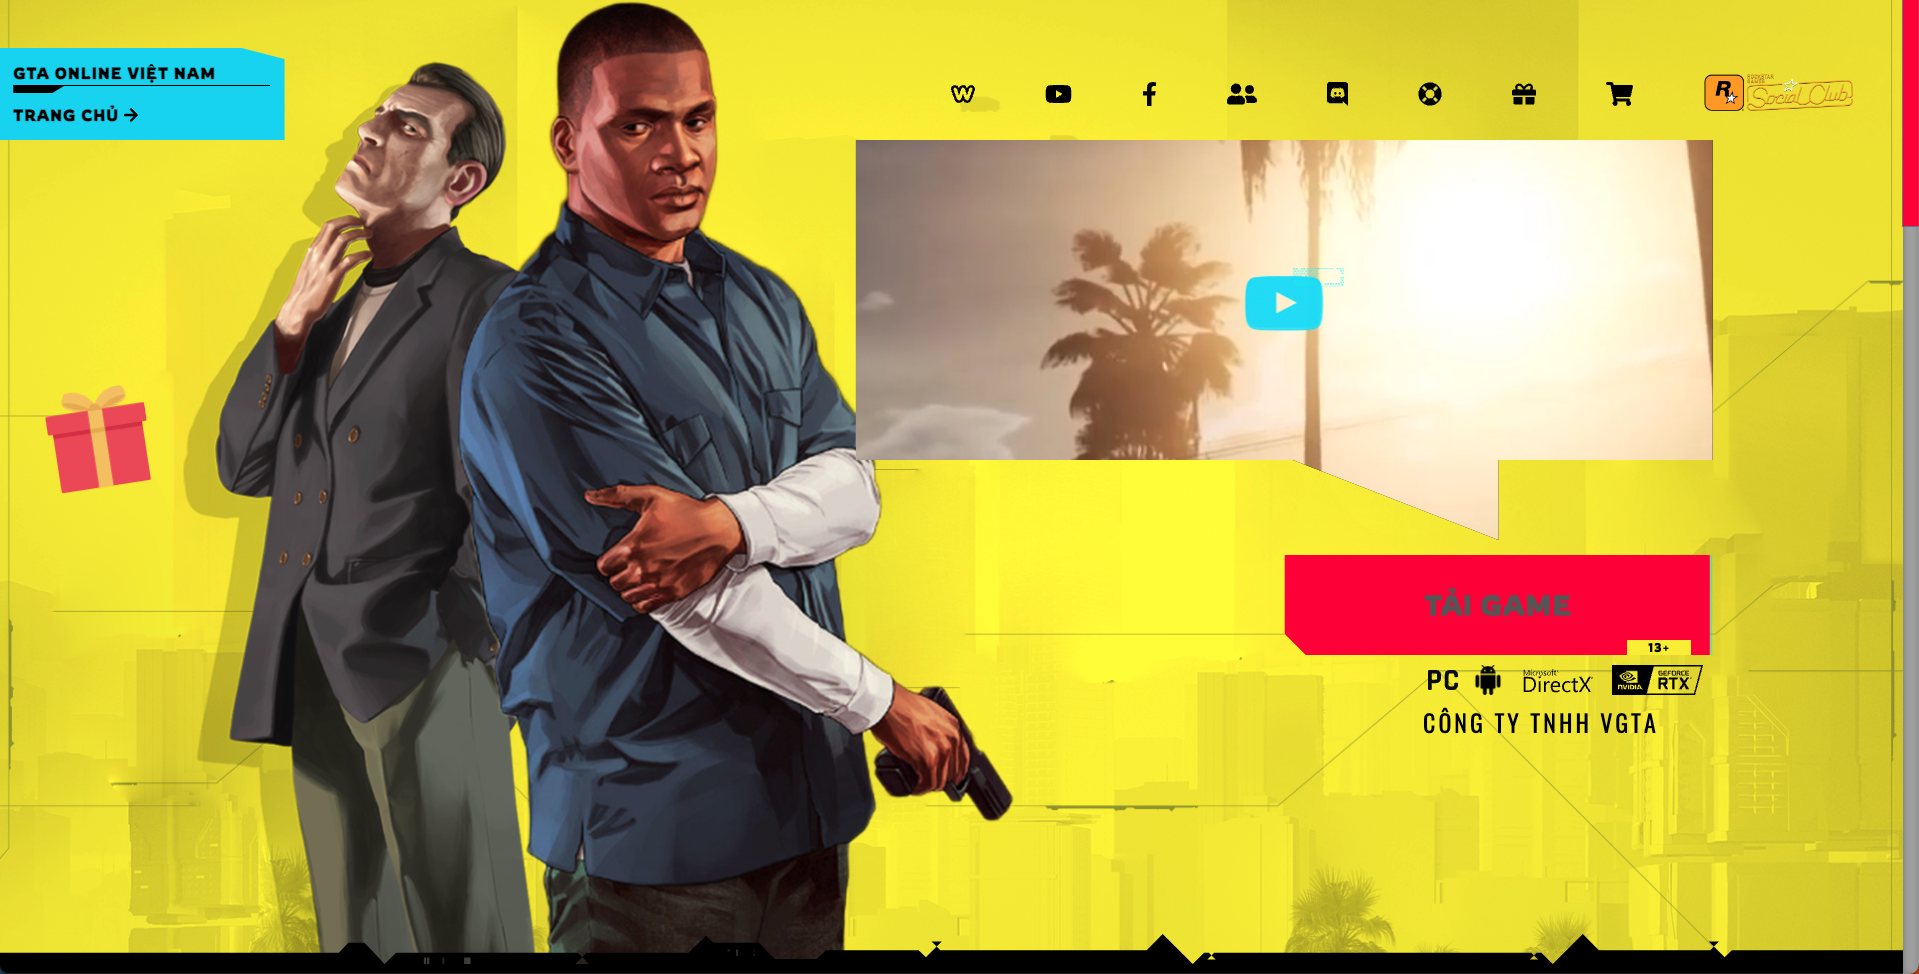 GTA ONLINE VIỆT NAM
TRANG CHỦ →
R
ROCKSTAR GAMES
Social Club
TẢI GAME
13+
PC Microsoft® DirectX NVIDIA. GEFORCE RTX
CÔNG TY TNHH VGTA